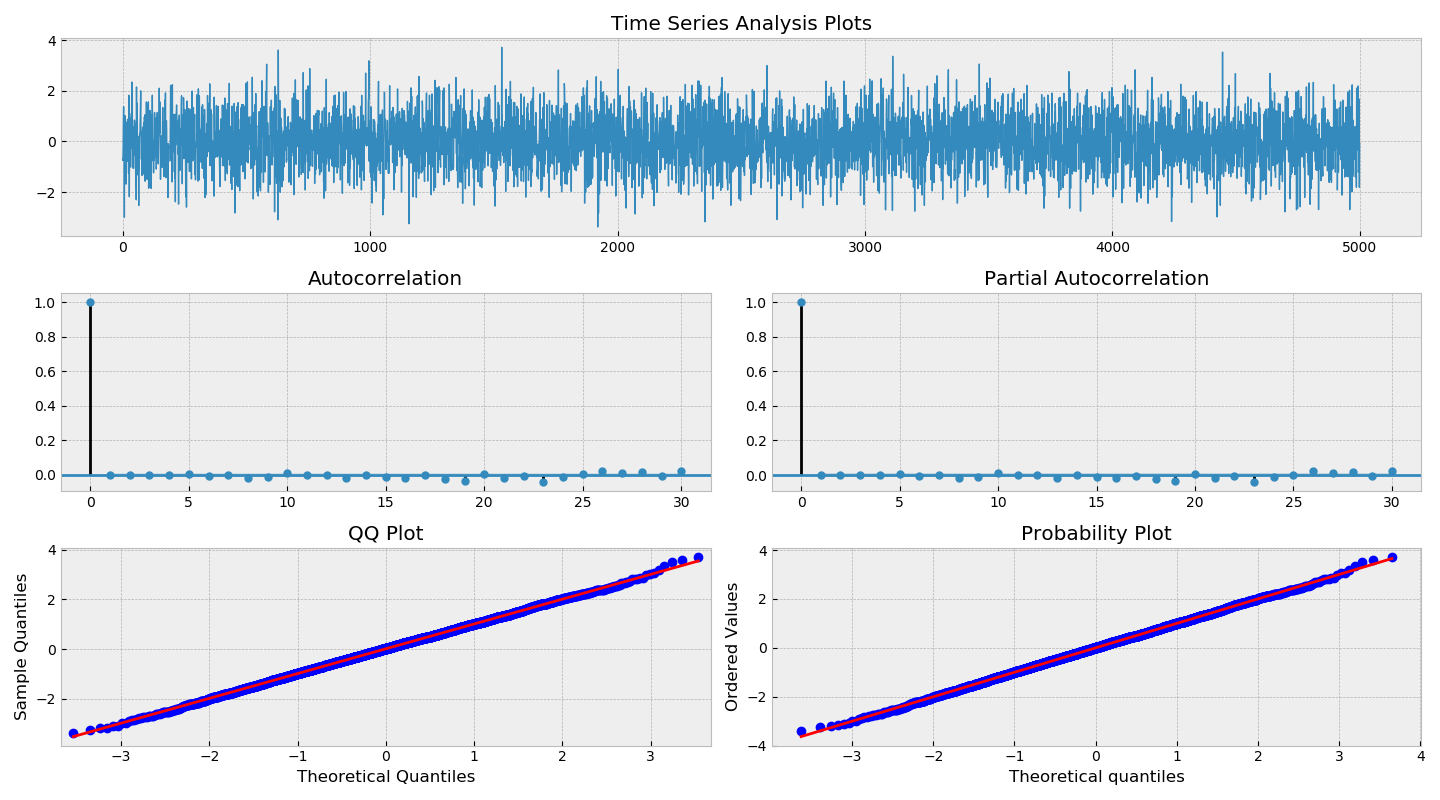 Time Series Analysis Plots
4
2
0
−2
0 1000 2000 3000 4000 5000
Autocorrelation
1.0
0.8
0.6
0.4
0.2
0.0
0 5 10 15 20 25 30
Partial Autocorrelation
1.0
0.8
0.6
0.4
0.2
0.0
0 5 10 15 20 25 30
QQ Plot
Sample Quantiles
4
2
0
−2
−3 −2 −1 0 1 2 3
Theoretical Quantiles
Probability Plot
Ordered Values
4
2
0
−2
−4
−3 −2 −1 0 1 2 3 4
Theoretical quantiles